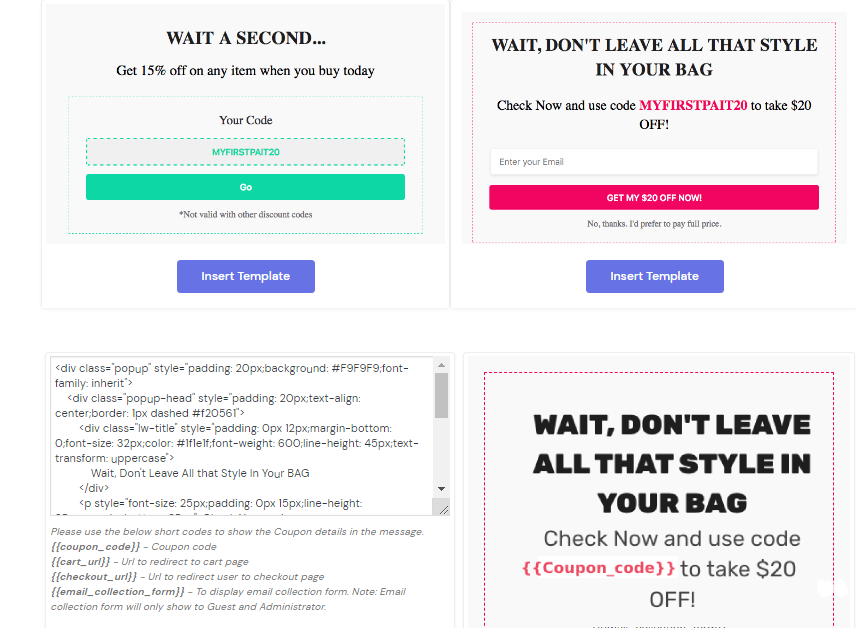 WAIT A SECOND...
Get 15% off on any item when you buy today
Your Code
MYFIRSTPAIT20
Go
*Not valid with other discount codes
Insert Template
WAIT, DON'T LEAVE ALL THAT STYLE
IN YOUR BAG
Check Now and use code MYFIRSTPAIT20 to take $20
OFF!
Enter your Email
GET MY $20 OFF NOW!
No, thanks. I'd prefer to pay full price.
Insert Template
<div class="popup" style="padding: 20px;background: #F9F9F9;font-
family: inherit">
<div class="popup-head" style="padding: 20px;text-align:
center;border: 1px dashed #f20561">
<div class="lw-title" style="padding: 0px 12px;margin-bottom:
0;font-size: 32px;color: #1f1e1f;font-weight: 600;line-height: 45px;text-
transform: uppercase">
Wait, Don't Leave All that Style In Your BAG
</div>
<p style="font-size: 25px;padding: 0px 15px;line-height:
Please use the below short codes to show the Coupon details in the message.
{{coupon_code}} – Coupon code
{{cart_url}} – Url to redirect to cart page
{{checkout_url}} – Url to redirect user to checkout page
{{email_collection_form}} – To display email collection form. Note: Email
collection form will only show to Guest and Administrator.
WAIT, DON'T LEAVE
ALL THAT STYLE IN
YOUR BAG
Check Now and use code
{{Coupon_code}} to take $20
OFF!